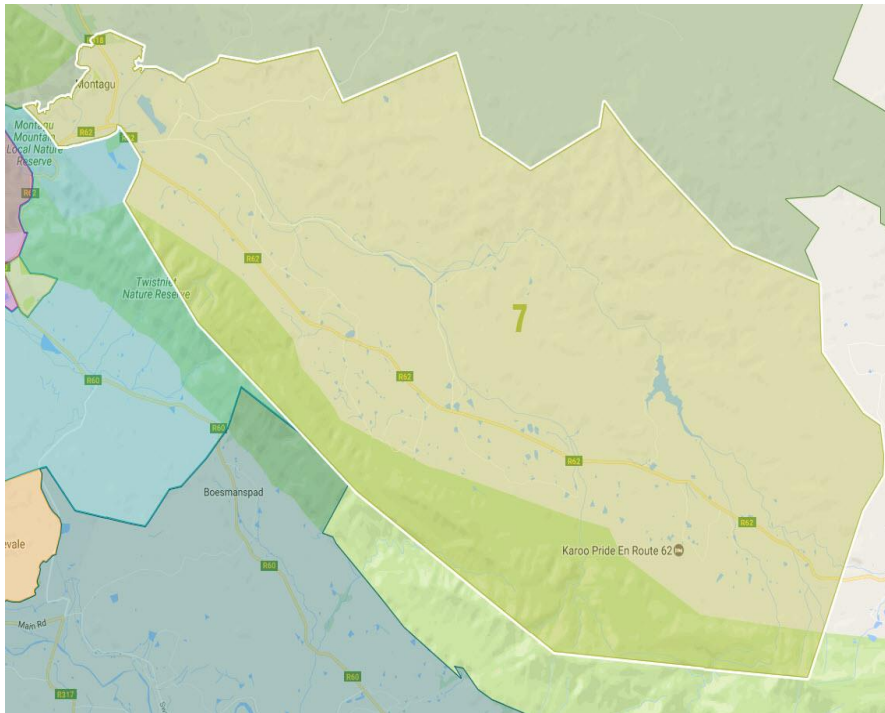 R318
Montagu
R62
R62
Montagu
Mountain
Local Nature
Reserve
R62
R62
Twistniet
Nature Reserve
7
R60
R62
R60
R62
Boesmanspad
R62
evale
Karoo Pride En Route 62
R60
Main Rd
R60
R317